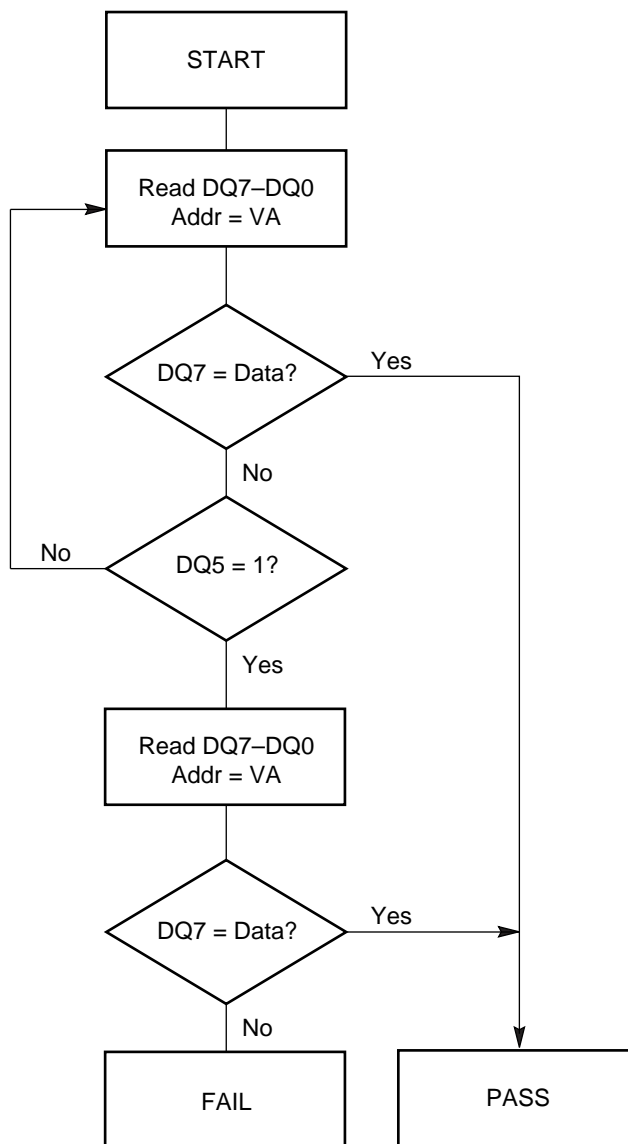 START
Read DQ7–DQ0
Addr = VA
DQ7 = Data?
Yes
No
No
DQ5 = 1?
Yes
Read DQ7–DQ0
Addr = VA
DQ7 = Data?
Yes
No
FAIL
PASS